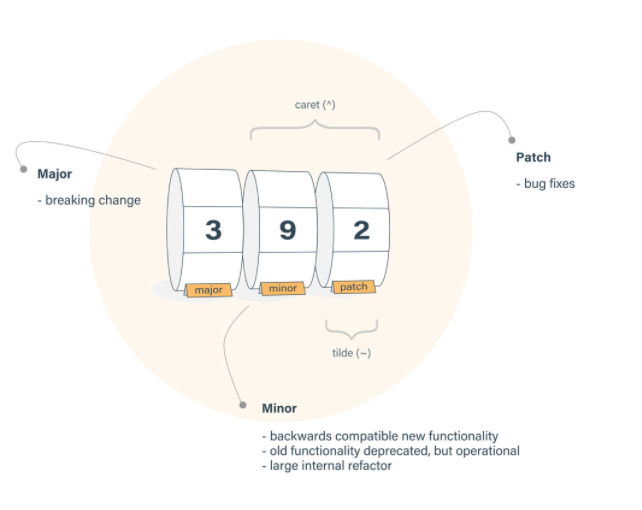 caret (^)
Major
- breaking change
Patch
- bug fixes
3 9 2
major minor patch
tilde (~)
Minor
- backwards compatible new functionality
- old functionality deprecated, but operational
- large internal refactor